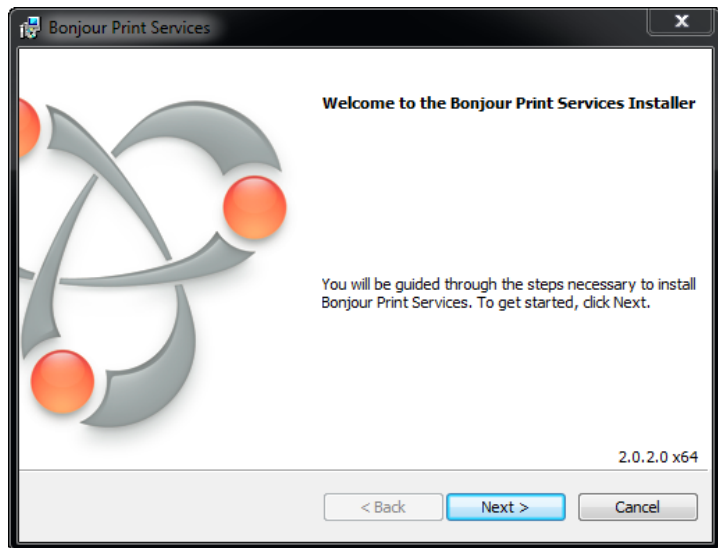 Bonjour Print Services
X
Welcome to the Bonjour Print Services Installer
You will be guided through the steps necessary to install
Bonjour Print Services. To get started, click Next.
2.0.2.0 x64
< Back
Next >
Cancel